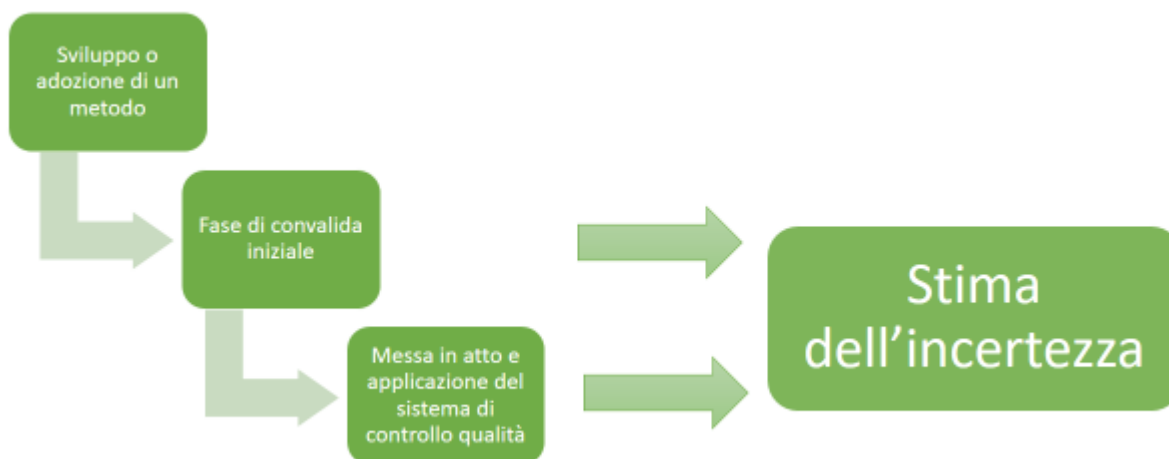 Sviluppo o
adozione di un
metodo
Fase di convalida
iniziale
Messa in atto e
applicazione del
sistema di
controllo qualità
Stima
dell'incertezza